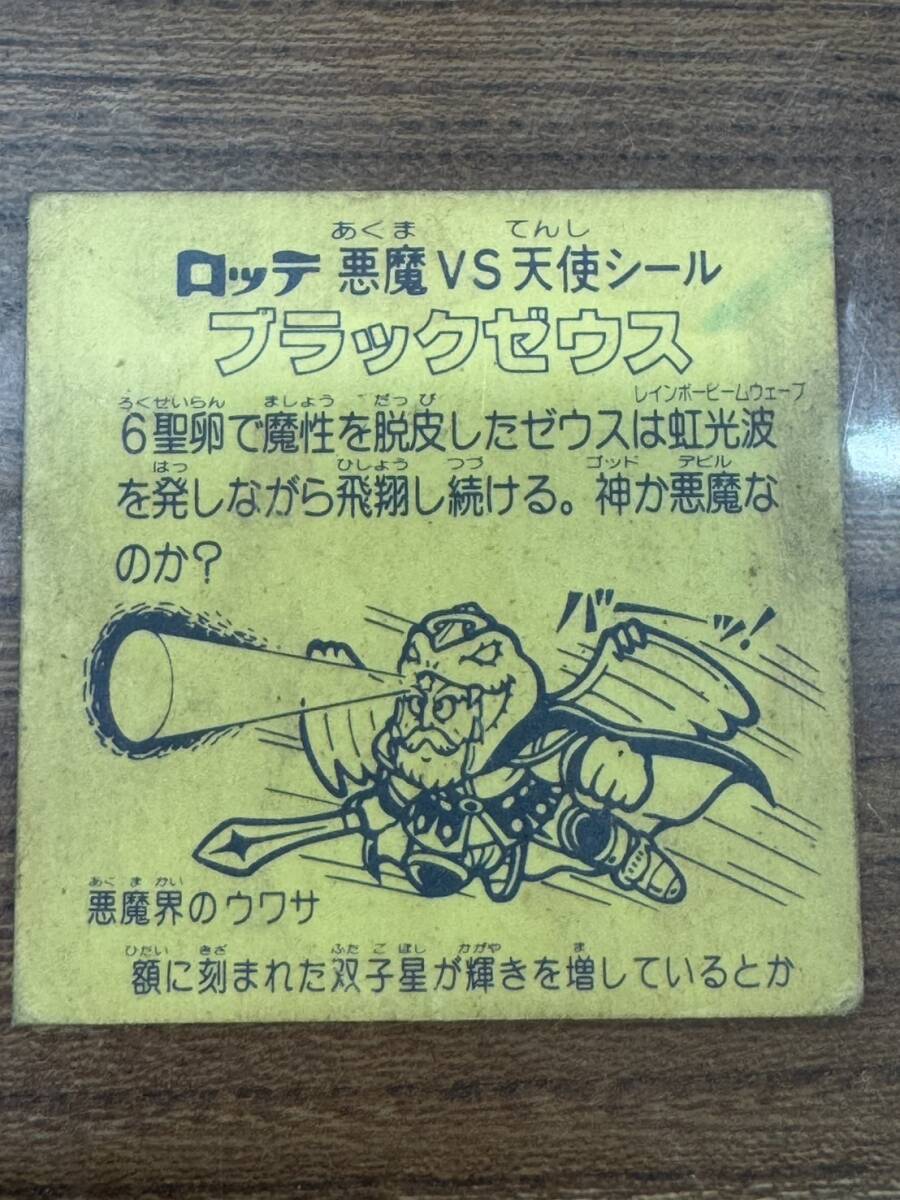 あくま てんし
ロッテ 悪魔VS天使シール
ブラックゼウス
ろくせいらん ましょう だっぴ レインボービームウェーブ
6聖卵で魔性を脱皮したゼウスは虹光波
はっ ひしょう つづ ゴッド デビル
を発しながら飛翔し続ける。神か悪魔な
のか?
バーッ!
あくまかい
悪魔界のウワサ
ひたい きざ ふたごぼし かがや ま
額に刻まれた双子星が輝きを増しているとか